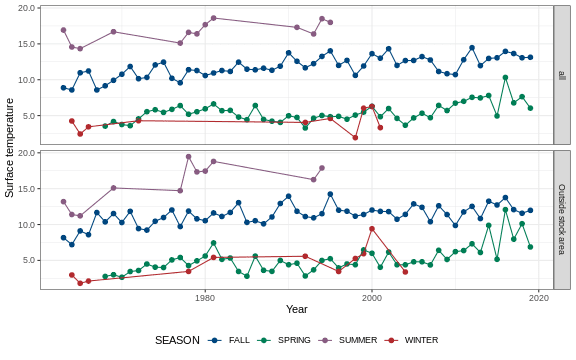 20.0
15.0
10.0
5.0
all
20.0
15.0
10.0
5.0
Outside stock area
Surface temperature
1980
2000
2020
Year
SEASON FALL SPRING SUMMER WINTER